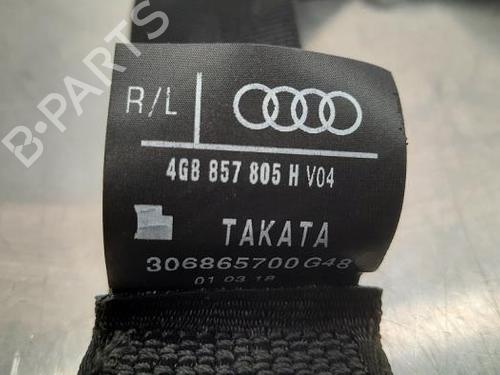 R/L
4G8 857 805 H V04
TAKATA
306865700G48
01 03 18
B-PARTS